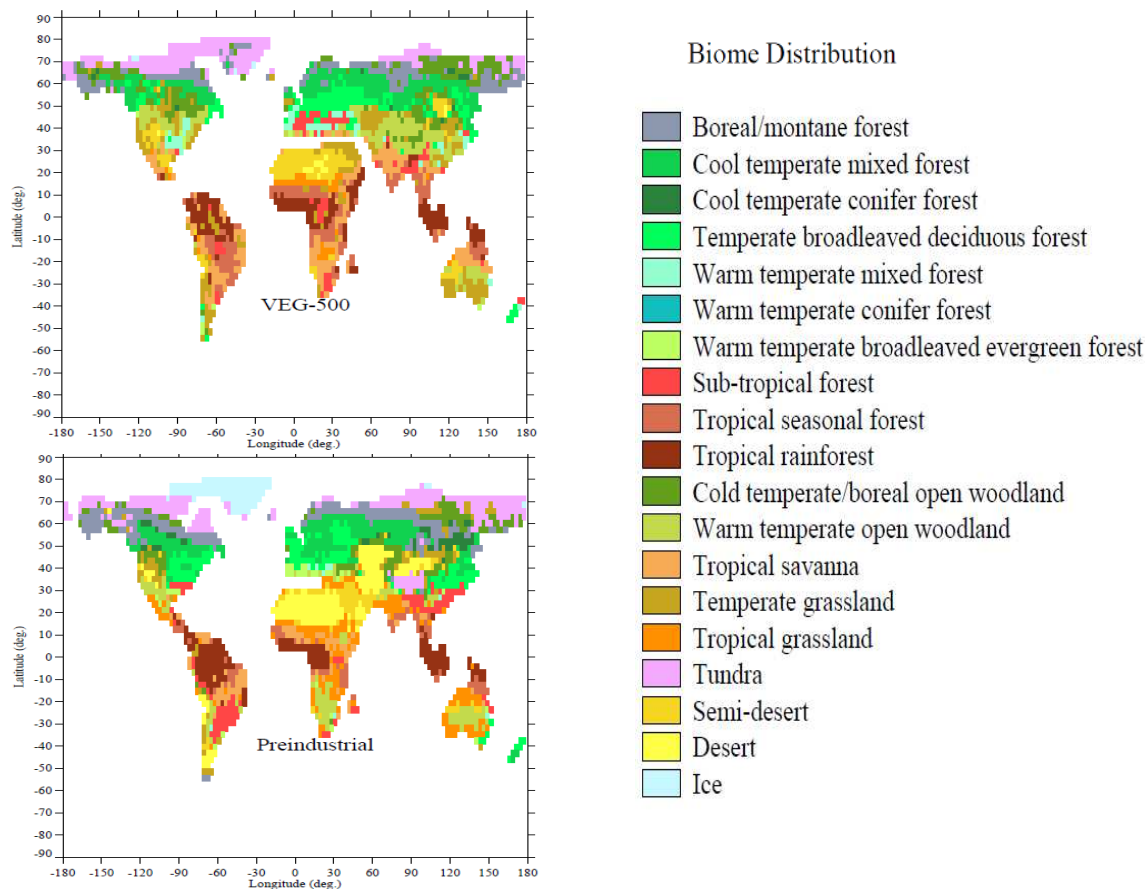 90
80
70
60
50
40
30
20
10
0
-10
-20
-30
-40
-50
-60
-70
-80
-90
Latitude (deg.)
VEG-500
-180 -150 -120 -90 -60 -30 0 30 60 90 120 150 180
Longitude (deg.)
90
80
70
60
50
40
30
20
10
0
-10
-20
-30
-40
-50
-60
-70
-80
-90
Latitude (deg.)
Preindustrial
-180 -150 -120 -90 -60 -30 0 30 60 90 120 150 180
Longitude (deg.)
Biome Distribution
Boreal/montane forest
Cool temperate mixed forest
Cool temperate conifer forest
Temperate broadleaved deciduous forest
Warm temperate mixed forest
Warm temperate conifer forest
Warm temperate broadleaved evergreen forest
Sub-tropical forest
Tropical seasonal forest
Tropical rainforest
Cold temperate/boreal open woodland
Warm temperate open woodland
Tropical savanna
Temperate grassland
Tropical grassland
Tundra
Semi-desert
Desert
Ice